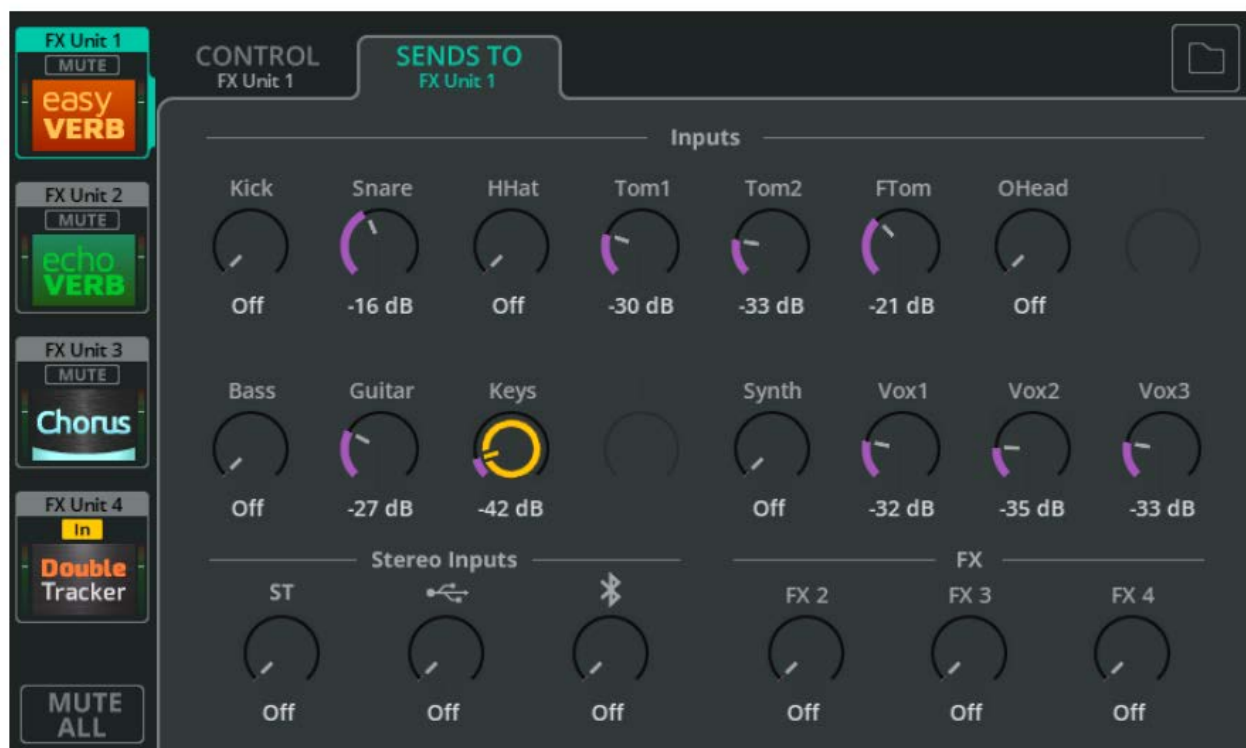 FX Unit 1
MUTE
easy
VERB
FX Unit 2
MUTE
echo
VERB
FX Unit 3
MUTE
Chorus
FX Unit 4
In
Double
Tracker
MUTE
ALL
CONTROL
FX Unit 1
SENDS TO
FX Unit 1
Inputs
Kick Snare HHat Tom1 Tom2 FTom OHead
Off -16 dB Off -30 dB -33 dB -21 dB Off
Bass Guitar Keys Synth Vox1 Vox2 Vox3
Off -27 dB -42 dB Off -32 dB -35 dB -33 dB
Stereo Inputs FX
ST FX 2 FX 3 FX 4
Off Off Off Off Off Off